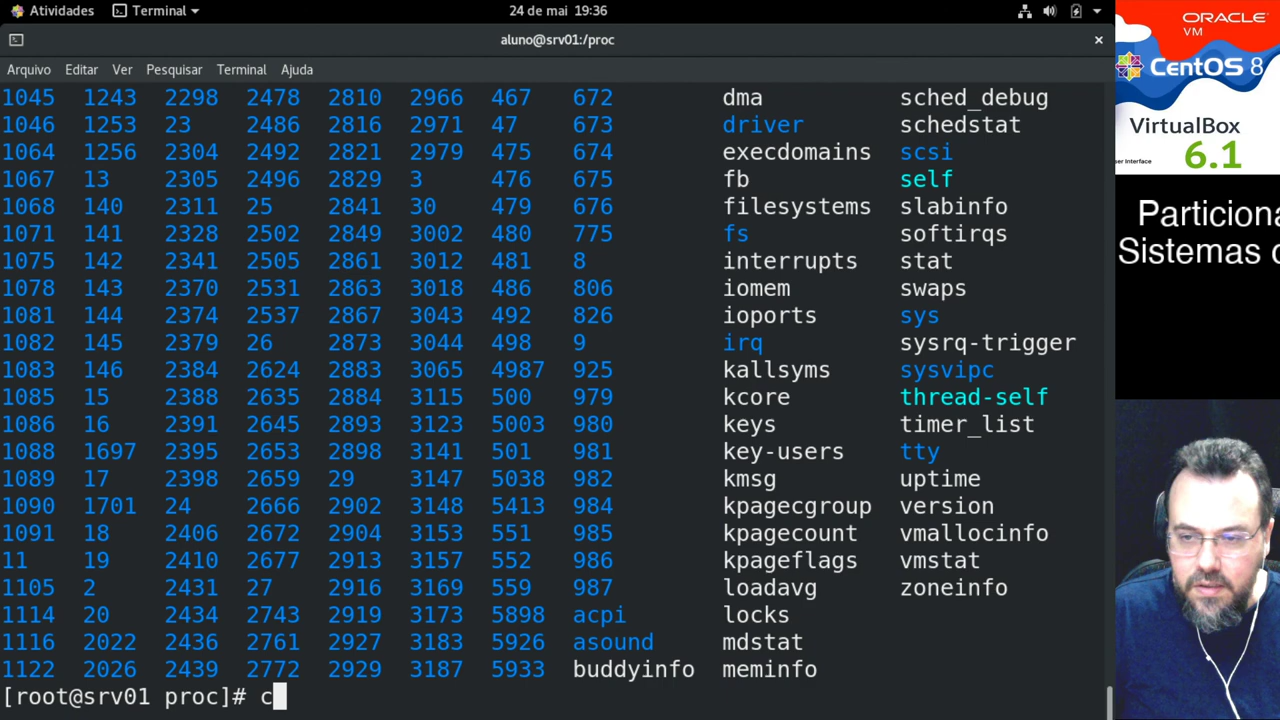 Atividades Terminal 24 de mai 19:36
aluno@srv01:/proc ×
Arquivo Editar Ver Pesquisar Terminal Ajuda
1045 1243 2298 2478 2810 2966 467 672 dma sched_debug
1046 1253 23 2486 2816 2971 47 673 driver schedstat
1064 1256 2304 2492 2821 2979 475 674 execdomains scsi
1067 13 2305 2496 2829 3 476 675 fb self
1068 140 2311 25 2841 30 479 676 filesystems slabinfo
1071 141 2328 2502 2849 3002 480 775 fs softirqs
1075 142 2341 2505 2861 3012 481 8 interrupts stat
1078 143 2370 2531 2863 3018 486 806 iomem swaps
1081 144 2374 2537 2867 3043 492 826 ioports sys
1082 145 2379 26 2873 3044 498 9 irq sysrq-trigger
1083 146 2384 2624 2883 3065 4987 925 kallsyms sysvipc
1085 15 2388 2635 2884 3115 500 979 kcore thread-self
1086 16 2391 2645 2893 3123 5003 980 keys timer_list
1088 1697 2395 2653 2898 3141 501 981 key-users tty
1089 17 2398 2659 29 3147 5038 982 kmsg uptime
1090 1701 24 2666 2902 3148 5413 984 kpagecgroup version
1091 18 2406 2672 2904 3153 551 985 kpagecount vmallocinfo
11 19 2410 2677 2913 3157 552 986 kpageflags vmstat
1105 2 2431 27 2916 3169 559 987 loadavg zoneinfo
1114 20 2434 2743 2919 3173 5898 acpi locks
1116 2022 2436 2761 2927 3183 5926 asound mdstat
1122 2026 2439 2772 2929 3187 5933 buddyinfo meminfo
[root@srv01 proc]# c
ORACLE
VM
CentOS 8
VirtualBox
er Interface 6.1
Particiona
Sistemas